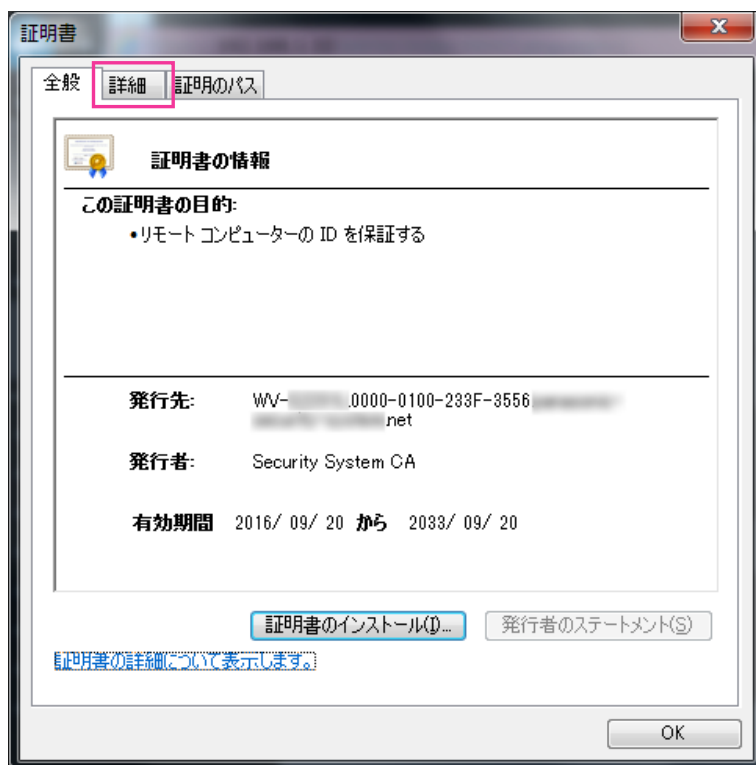 証明書
全般 詳細 証明のパス
証明書の情報
この証明書の目的:
•リモート コンピューターの ID を保証する
発行先: WV- .0000-0100-233F-3556
.net
発行者: Security System CA
有効期間 2016/ 09/ 20 から 2033/ 09/ 20
証明書のインストール(I)... 発行者のステートメント(S)
証明書の詳細について表示します。
OK